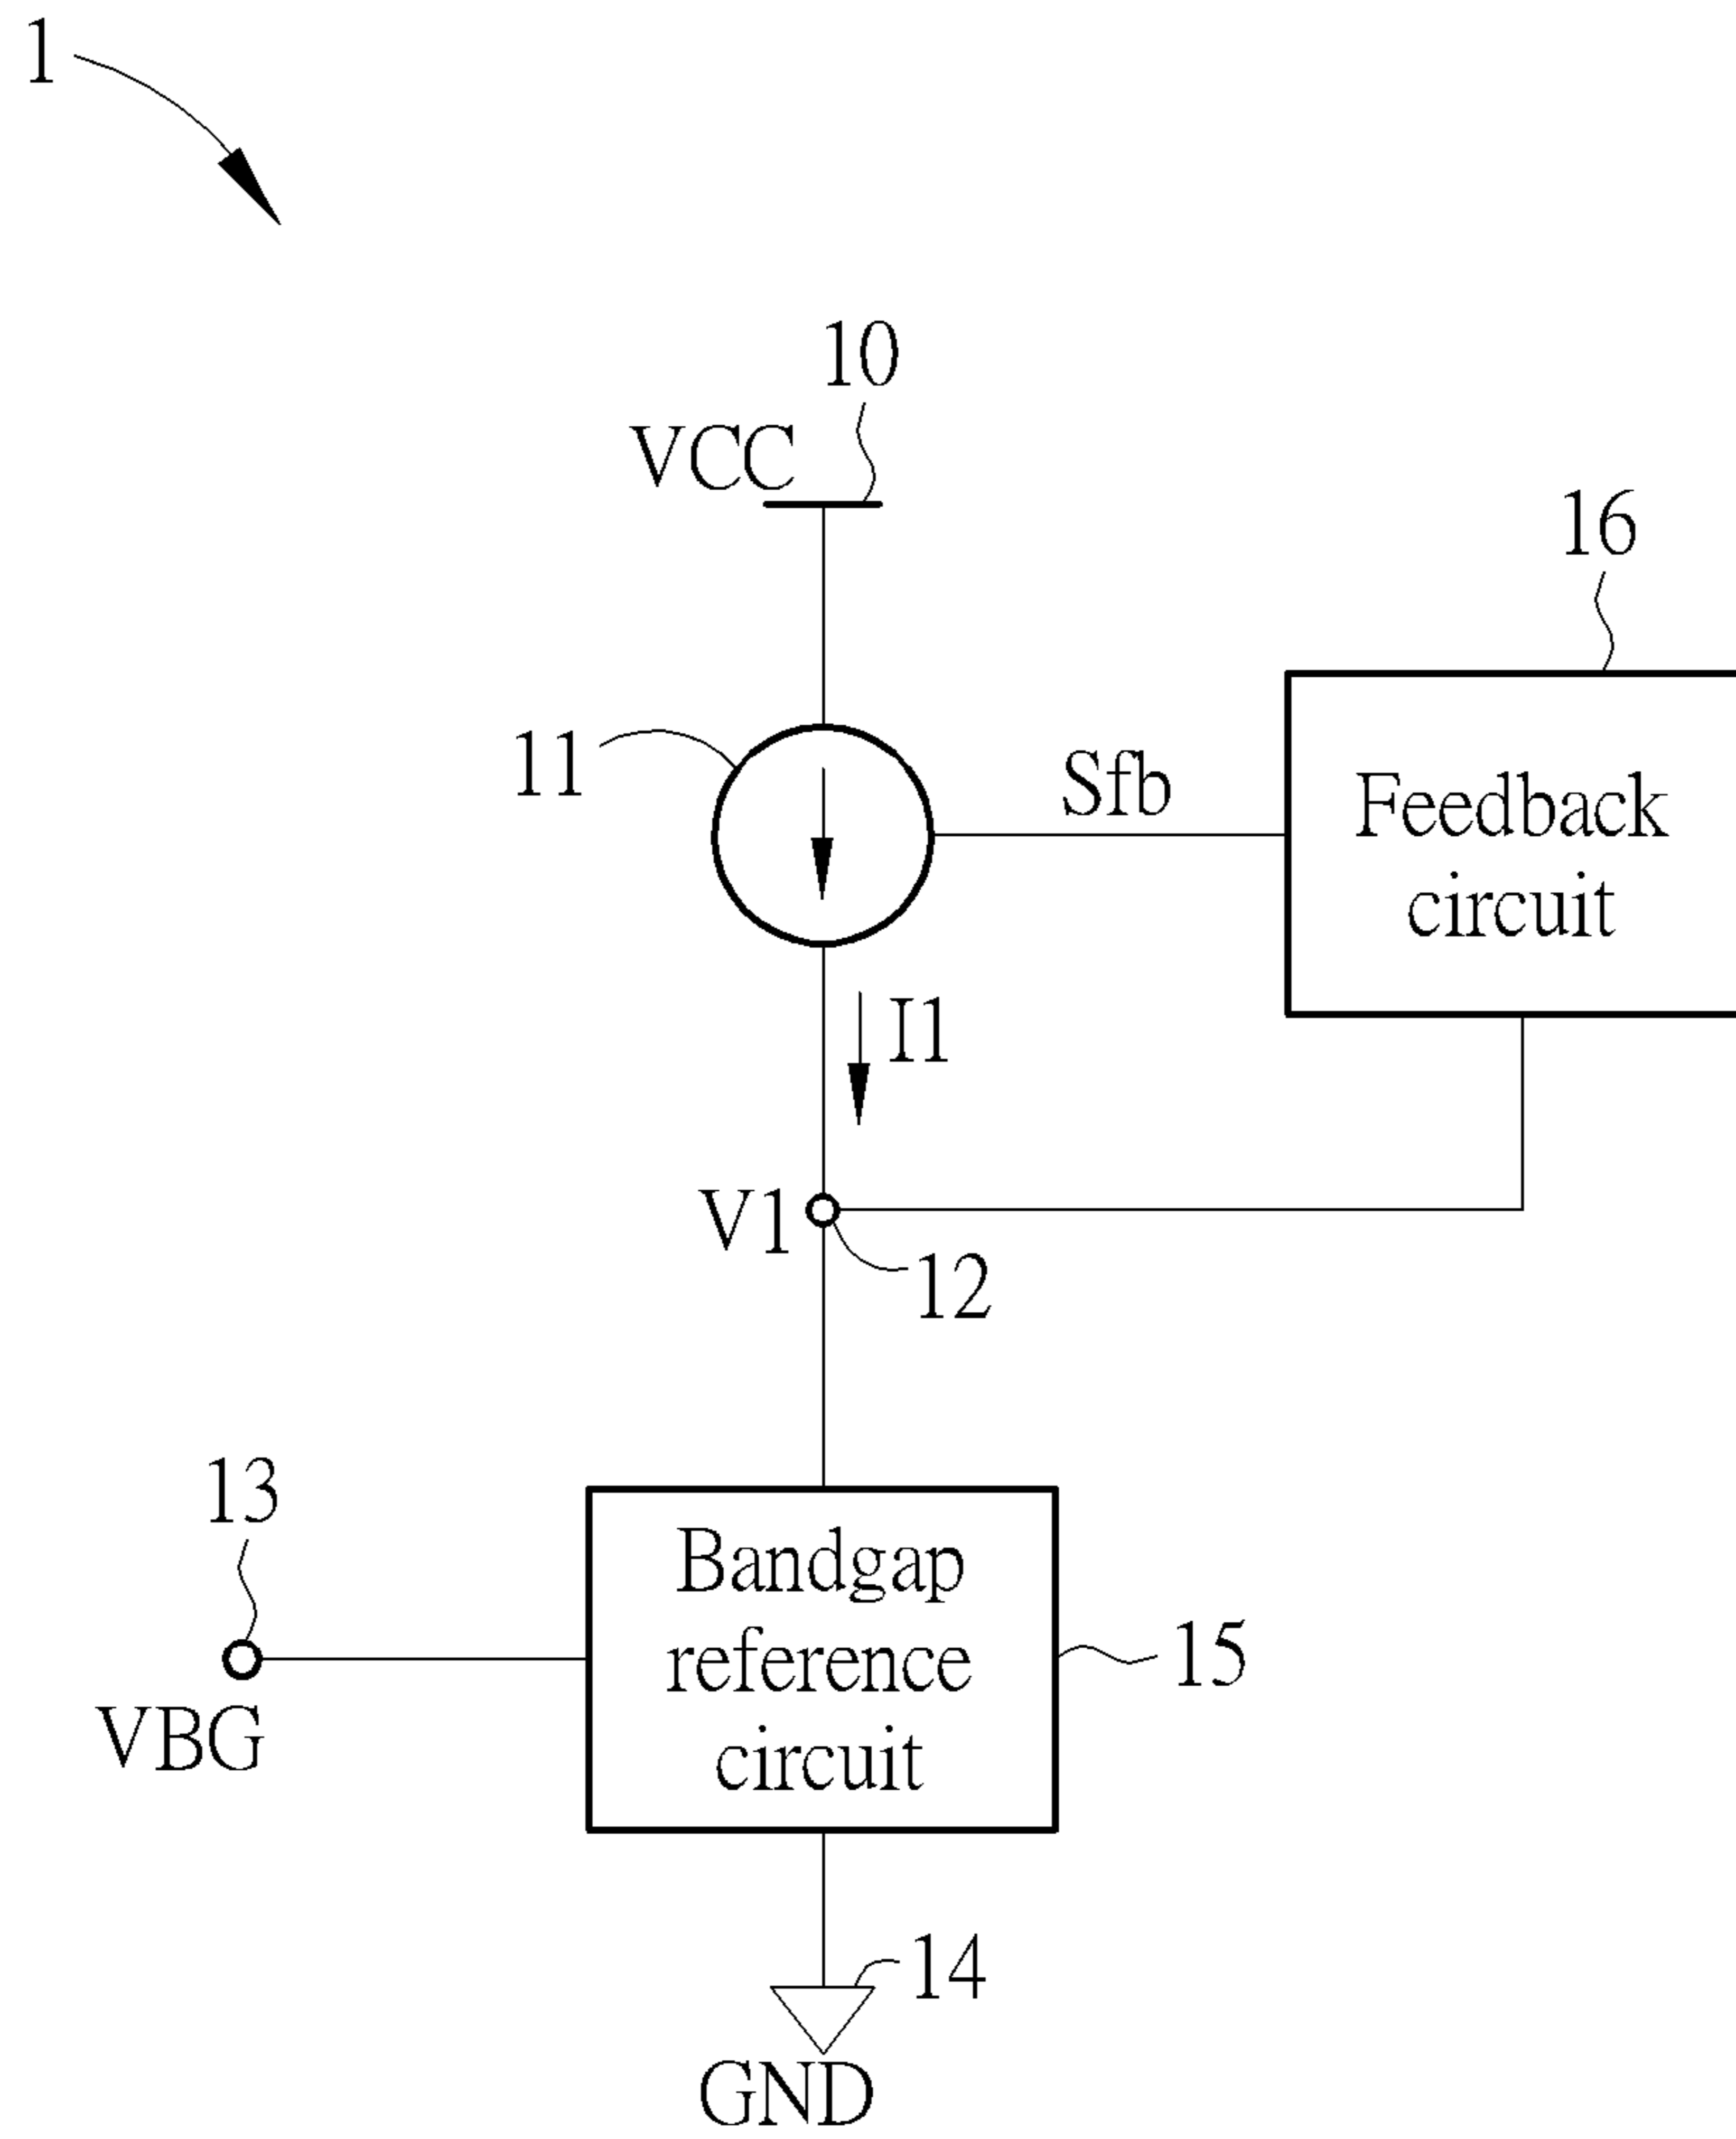 1
10
VCC
16
11
Sfb
Feedback
circuit
I1
V1
12
13
Bandgap
reference
circuit
15
VBG
14
GND